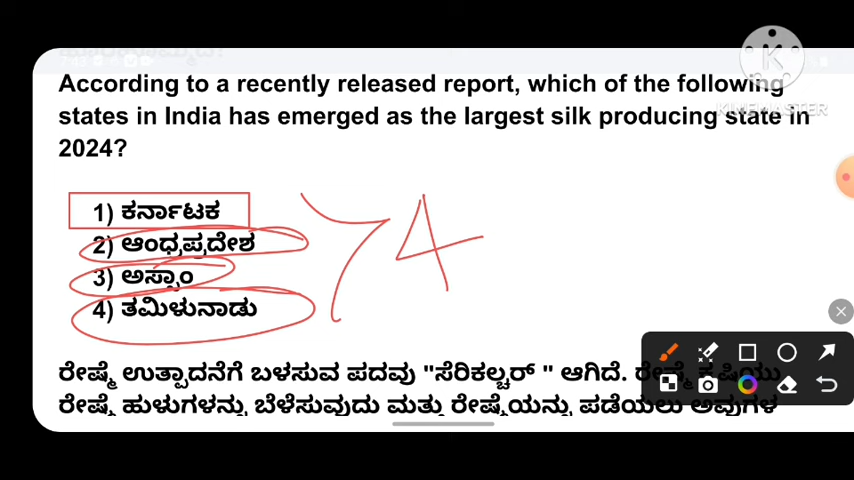 K
KINEMASTER
According to a recently released report, which of the following
states in India has emerged as the largest silk producing state in
2024?
1) ಕರ್ನಾಟಕ
2) ಆಂಧ್ರಪ್ರದೇಶ
3) ಅಸ್ಸಾಂ
4) ತಮಿಳುನಾಡು
4
ರೇಷ್ಮೆ ಉತ್ಪಾದನೆಗೆ ಬಳಸುವ ಪದವು "ಸೆರಿಕಲ್ಚರ್" ಆಗಿದೆ. ರೇಷ್ಮೆ ಕೃಷಿಯು
ರೇಷ್ಮೆ ಹುಳುಗಳನ್ನು ಬೆಳೆಸುವುದು ಮತ್ತು ರೇಷ್ಮೆಯನ್ನು ಪಡೆಯಲು ಅವುಗಳ